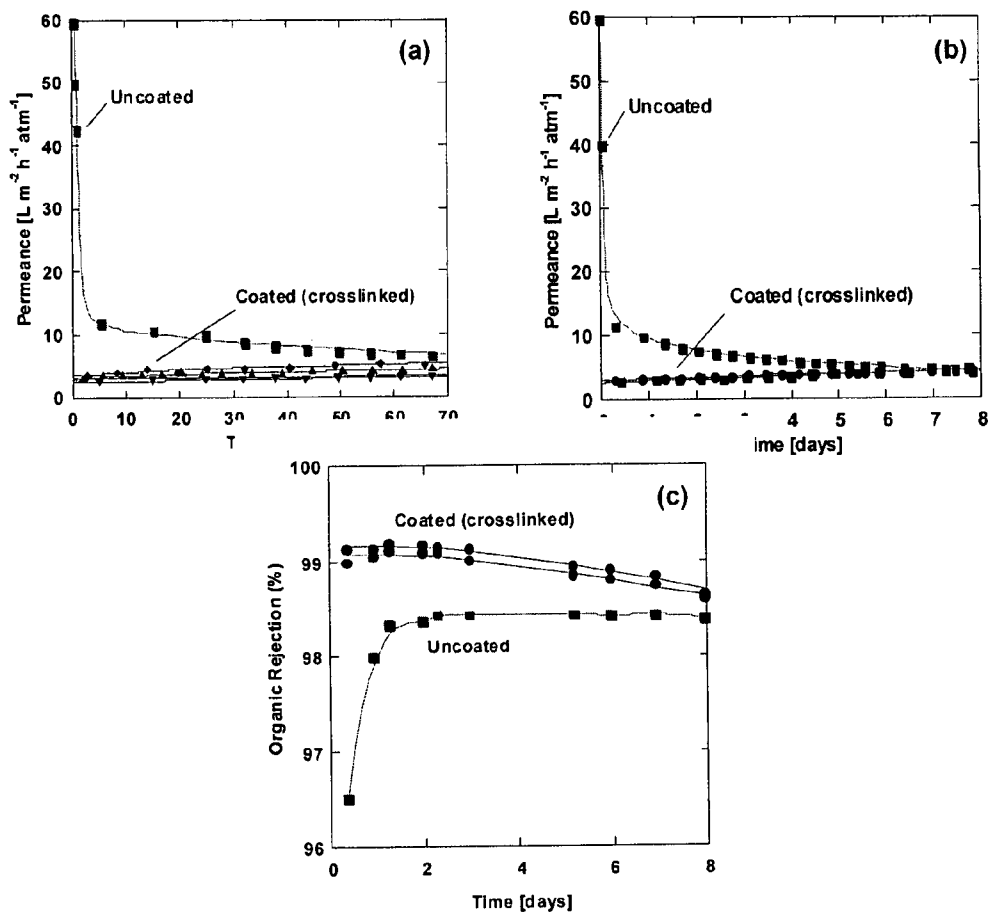 (a)
60
50
40
30
20
10
0
Permeance [L m-2 h-1 atm-1]
Uncoated
Coated (crosslinked)
0 10 20 30 40 50 60 70
T
(b)
60
50
40
30
20
10
0
Permeance [L m-2 h-1 atm-1]
Uncoated
Coated (crosslinked)
4 5 6 7 8
ime [days]
(c)
100
99
98
97
96
Organic Rejection (%)
Coated (crosslinked)
Uncoated
0 2 4 6 8
Time [days]